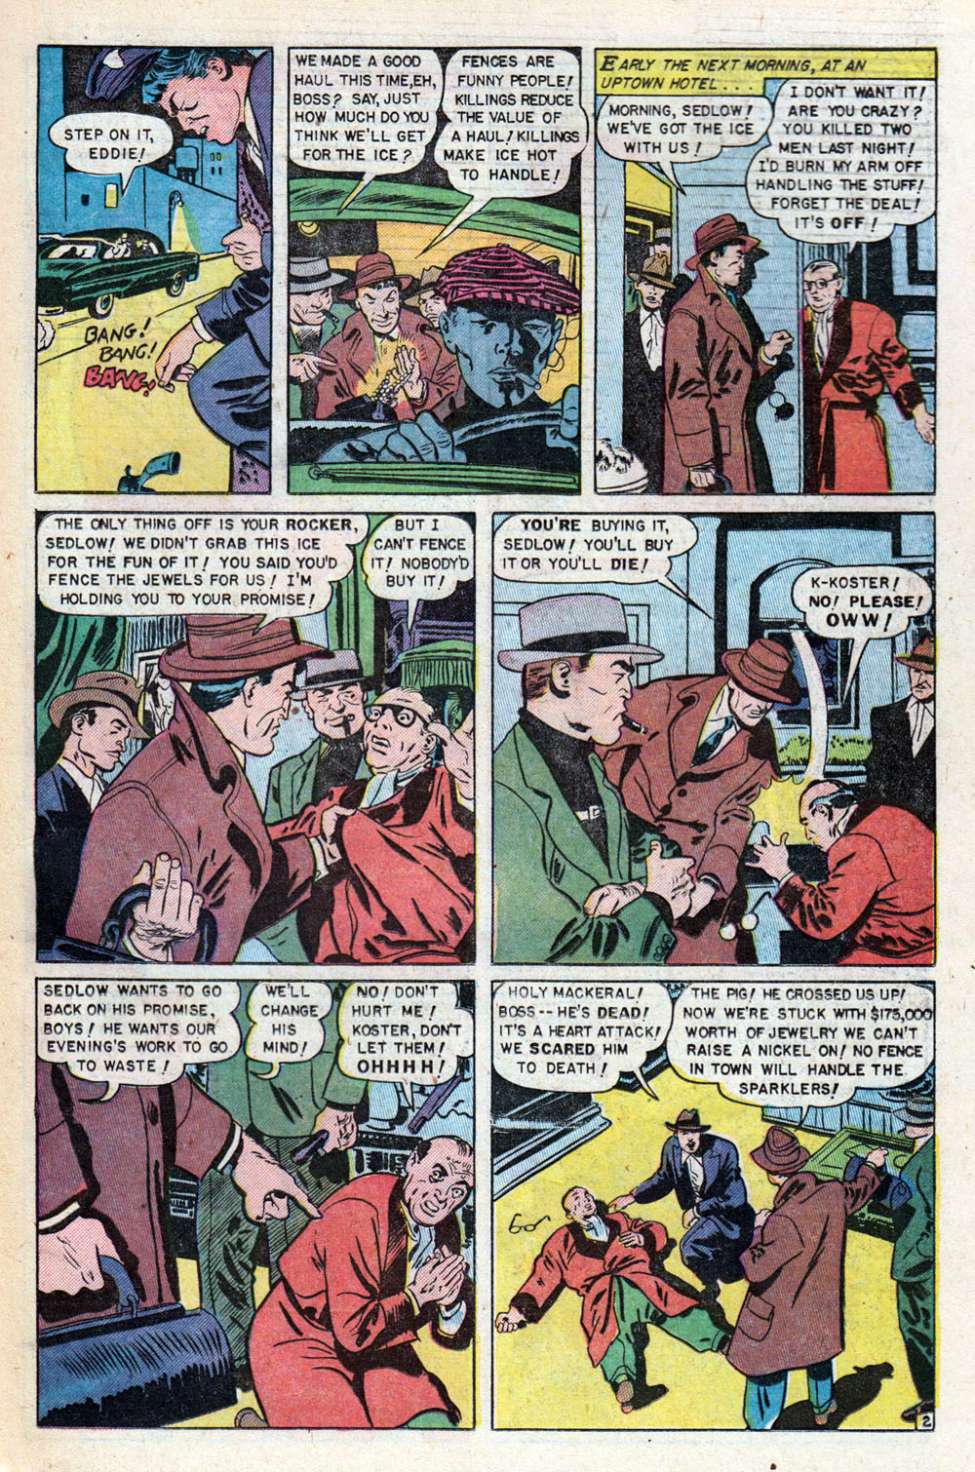 STEP ON IT,
EDDIE!
BANG!
BANG!
BANG!
WE MADE A GOOD
HAUL THIS TIME, EH,
BOSS? SAY, JUST
HOW MUCH DO YOU
THINK WE'LL GET
FOR THE ICE?
FENCES ARE
FUNNY PEOPLE!
KILLINGS REDUCE
THE VALUE OF
A HAUL! KILLINGS
MAKE ICE HOT
TO HANDLE!
EARLY THE NEXT MORNING, AT AN
UPTOWN HOTEL...
MORNING, SEDLOW!
WE'VE GOT THE ICE
WITH US!
I DON'T WANT IT!
ARE YOU CRAZY?
YOU KILLED TWO
MEN LAST NIGHT!
I'D BURN MY ARM OFF
HANDLING THE STUFF!
FORGET THE DEAL!
IT'S OFF!
THE ONLY THING OFF IS YOUR ROCKER,
SEDLOW! WE DIDN'T GRAB THIS ICE
FOR THE FUN OF IT! YOU SAID YOU'D
FENCE THE JEWELS FOR US! I'M
HOLDING YOU TO YOUR PROMISE!
BUT I
CAN'T FENCE
IT! NOBODY'D
BUY IT!
YOU'RE BUYING IT,
SEDLOW! YOU'LL BUY
IT OR YOU'LL DIE!
K-KOSTER!
NO! PLEASE!
OWW!
SEDLOW WANTS TO GO
BACK ON HIS PROMISE,
BOYS! HE WANTS OUR
EVENING'S WORK TO GO
TO WASTE!
WE'LL
CHANGE
HIS
MIND!
NO! DON'T
HURT ME!
KOSTER, DON'T
LET THEM!
OHHHH!
HOLY MACKERAL!
BOSS -- HE'S DEAD!
IT'S A HEART ATTACK!
WE SCARED HIM
TO DEATH!
THE PIG! HE CROSSED US UP!
NOW WE'RE STUCK WITH $175,000
WORTH OF JEWELRY WE CAN'T
RAISE A NICKEL ON! NO FENCE
IN TOWN WILL HANDLE THE
SPARKLERS!
2